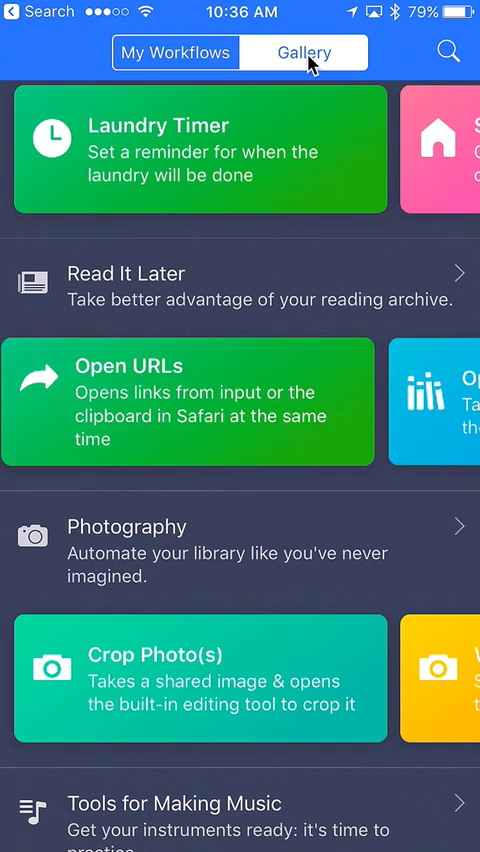 Search
10:36 AM
79%
My Workflows
Gallery
Laundry Timer
Set a reminder for when the
laundry will be done
Read It Later
Take better advantage of your reading archive.
Open URLs
Opens links from input or the
clipboard in Safari at the same
time
Photography
Automate your library like you've never
imagined.
Crop Photo(s)
Takes a shared image & opens
the built-in editing tool to crop it
Tools for Making Music
Get your instruments ready: it's time to